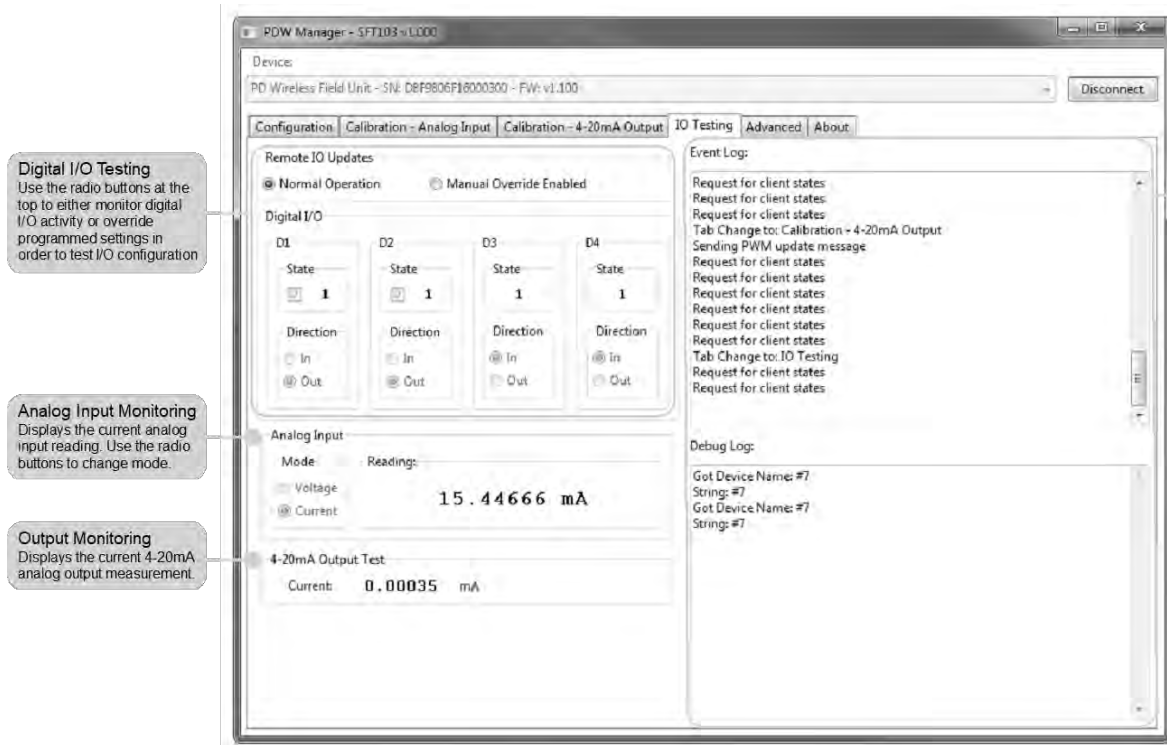 PDW Manager - SFT103 v1.000
Device:
PD Wireless Field Unit - SN: DBF9806F16000300 - FW: v1.100
Disconnect
Configuration
Calibration - Analog Input
Calibration - 4-20mA Output
IO Testing
Advanced
About
Digital I/O Testing
Use the radio buttons at the
top to either monitor digital
I/O activity or override
programmed settings in
order to test I/O configuration
Remote IO Updates
Normal Operation
Manual Override Enabled
Digital I/O
D1
D2
D3
D4
State
State
State
State
1
1
1
1
Direction
Direction
Direction
Direction
In
In
In
In
Out
Out
Out
Out
Analog Input Monitoring
Displays the current analog
input reading. Use the radio
buttons to change mode.
Analog Input
Mode
Reading:
Voltage
Current
15.44666 mA
Output Monitoring
Displays the current 4-20mA
analog output measurement.
4-20mA Output Test
Current: 0.00035 mA
Event Log:
Request for client states
Request for client states
Request for client states
Tab Change to: Calibration - 4-20mA Output
Sending PWM update message
Request for client states
Request for client states
Request for client states
Request for client states
Request for client states
Request for client states
Tab Change to: IO Testing
Request for client states
Request for client states
Debug Log:
Got Device Name: #7
String: #7
Got Device Name: #7
String: #7